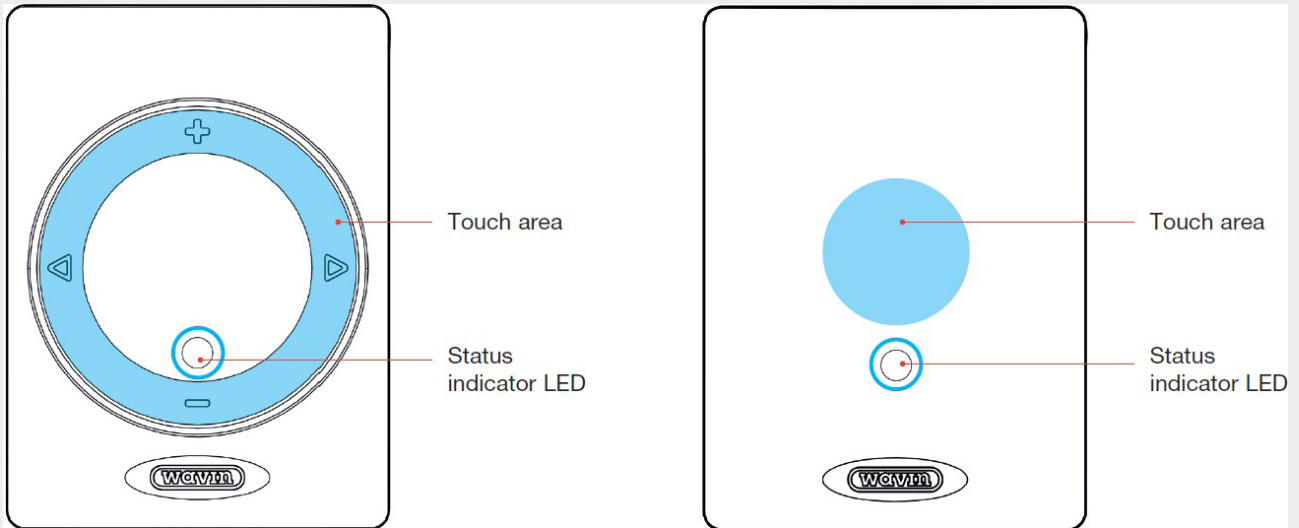 Touch area
Status
indicator LED
wavin
Touch area
Status
indicator LED
wavin